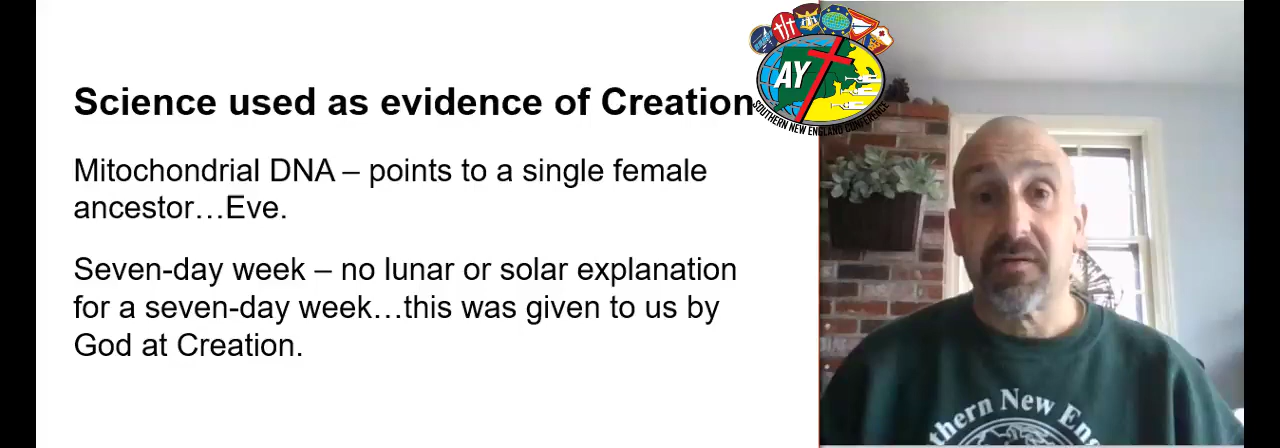 Science used as evidence of Creation
Mitochondrial DNA – points to a single female
ancestor…Eve.
Seven-day week – no lunar or solar explanation
for a seven-day week…this was given to us by
God at Creation.
AY
SOUTHERN NEW ENGLAND CONFERENCE
thern New En